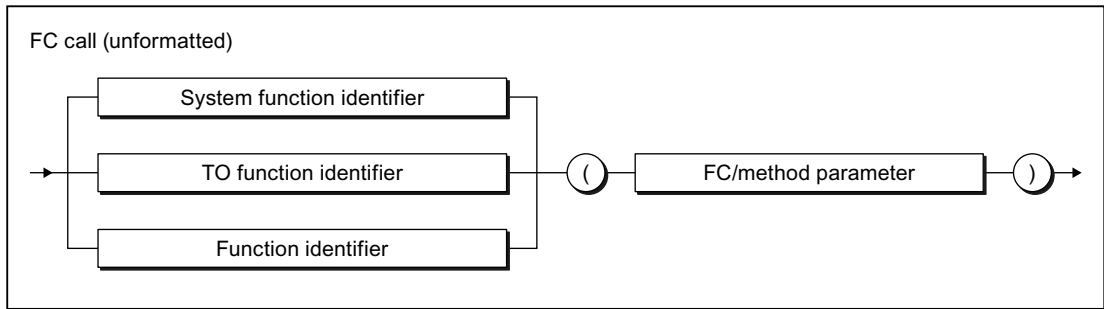 FC call (unformatted)
System function identifier
TO function identifier
( FC/method parameter )
Function identifier